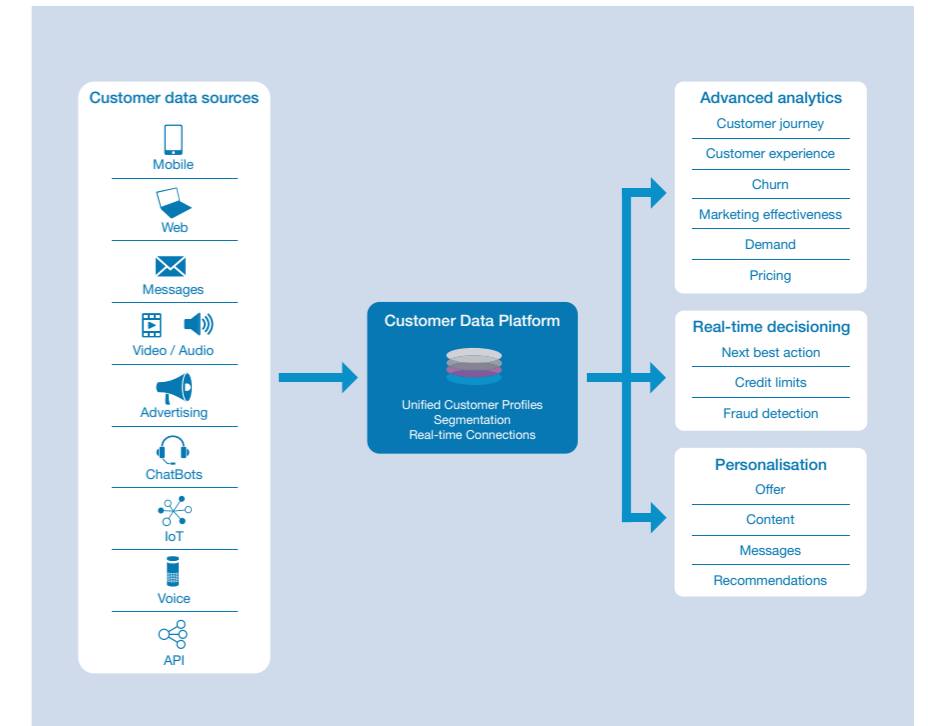 Customer data sources
Mobile
Web
Messages
Video / Audio
Advertising
ChatBots
IoT
Voice
API
Customer Data Platform
Unified Customer Profiles
Segmentation
Real-time Connections
Advanced analytics
Customer journey
Customer experience
Churn
Marketing effectiveness
Demand
Pricing
Real-time decisioning
Next best action
Credit limits
Fraud detection
Personalisation
Offer
Content
Messages
Recommendations